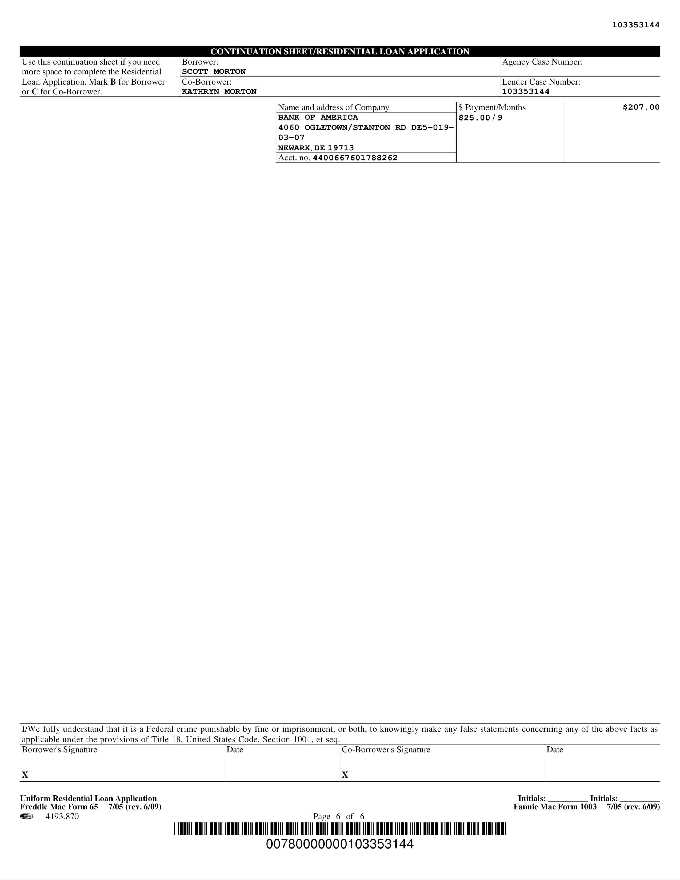 103353144
CONTINUATION SHEET/RESIDENTIAL LOAN APPLICATION
Use this continuation sheet if you need
more space to complete the Residential
Loan Application. Mark B for Borrower
or C for Co-Borrower.
Borrower:
SCOTT MORTON
Co-Borrower:
KATHRYN MORTON
Agency Case Number:
Lender Case Number:
103353144
Name and address of Company
BANK OF AMERICA
4060 OGLETOWN/STANTON RD DE5-019-
03-07
NEWARK, DE 19713
Acct. no. 4400667601788262
$ Payment/Months
$25.00/9
$207.00
I/We fully understand that it is a Federal crime punishable by fine or imprisonment, or both, to knowingly make any false statements concerning any of the above facts as
applicable under the provisions of Title 18, United States Code, Section 1001, et seq.
Borrower's Signature
Date
Co-Borrower's Signature
Date
X
X
Uniform Residential Loan Application
Freddie Mac Form 65 7/05 (rev. 6/09)
4193.870
Page 6 of 6
Initials: Initials:
Fannie Mac Form 1003 7/05 (rev. 6/09)
00780000000103353144